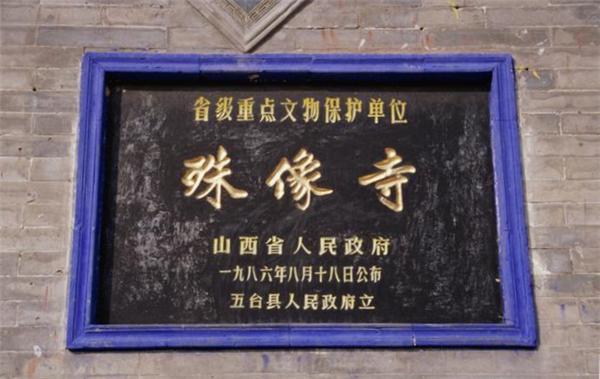 省级重点文物保护单位
殊像寺
山西省人民政府
一九八六年八月十八日公布
五台县人民政府立